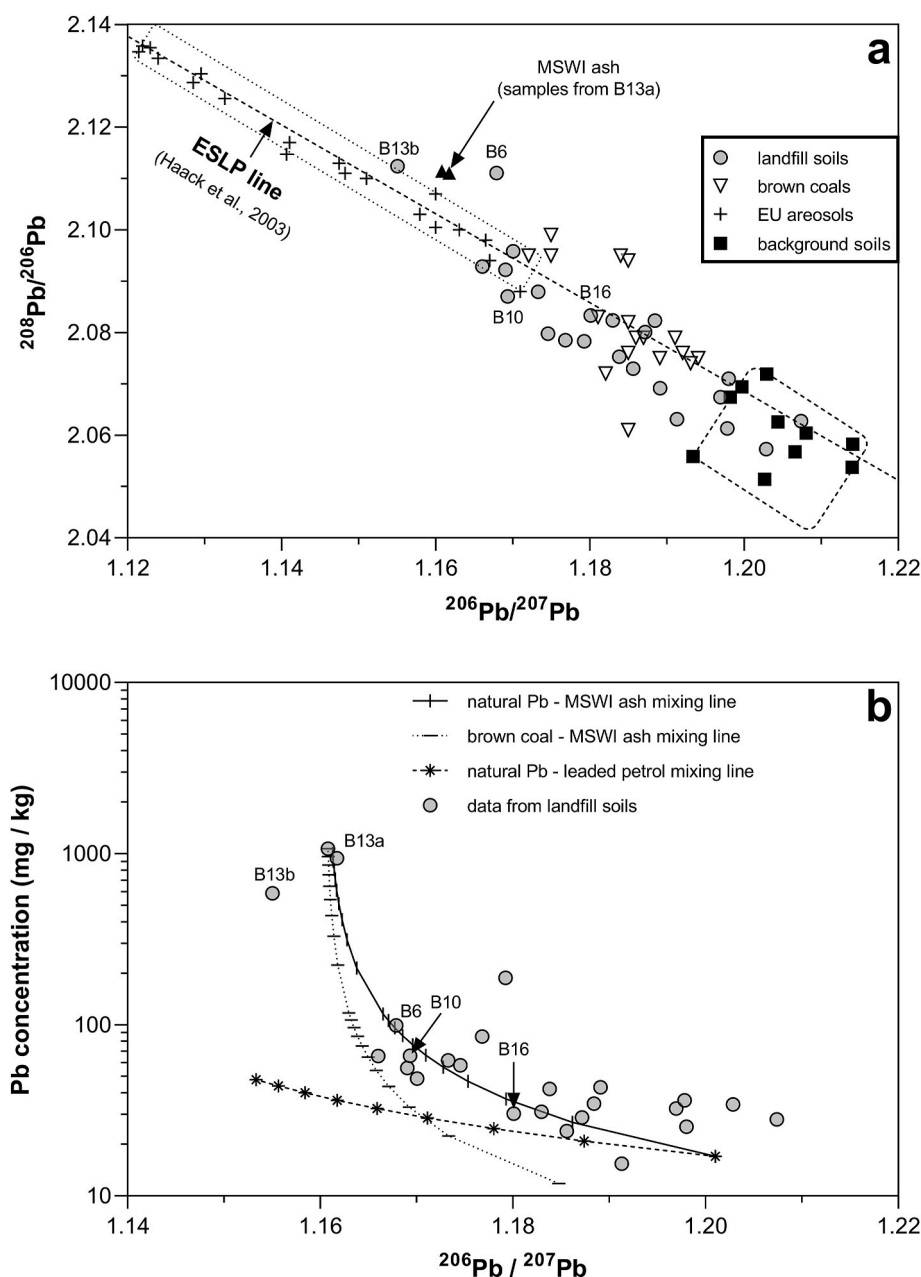 2.14
2.12
2.10
2.08
2.06
2.04
²⁰⁸Pb/²⁰⁶Pb
a
MSWI ash
(samples from B13a)
B13b
B6
ESLP line
(Haack et al., 2003)
landfill soils
brown coals
EU areosols
background soils
B16
B10
1.12
1.14
1.16
1.18
1.20
1.22
²⁰⁶Pb/²⁰⁷Pb
10000
1000
100
10
Pb concentration (mg / kg)
b
natural Pb - MSWI ash mixing line
brown coal - MSWI ash mixing line
natural Pb - leaded petrol mixing line
data from landfill soils
B13a
B13b
B6
B10
B16
1.14
1.16
1.18
1.20
1.22
²⁰⁶Pb / ²⁰⁷Pb